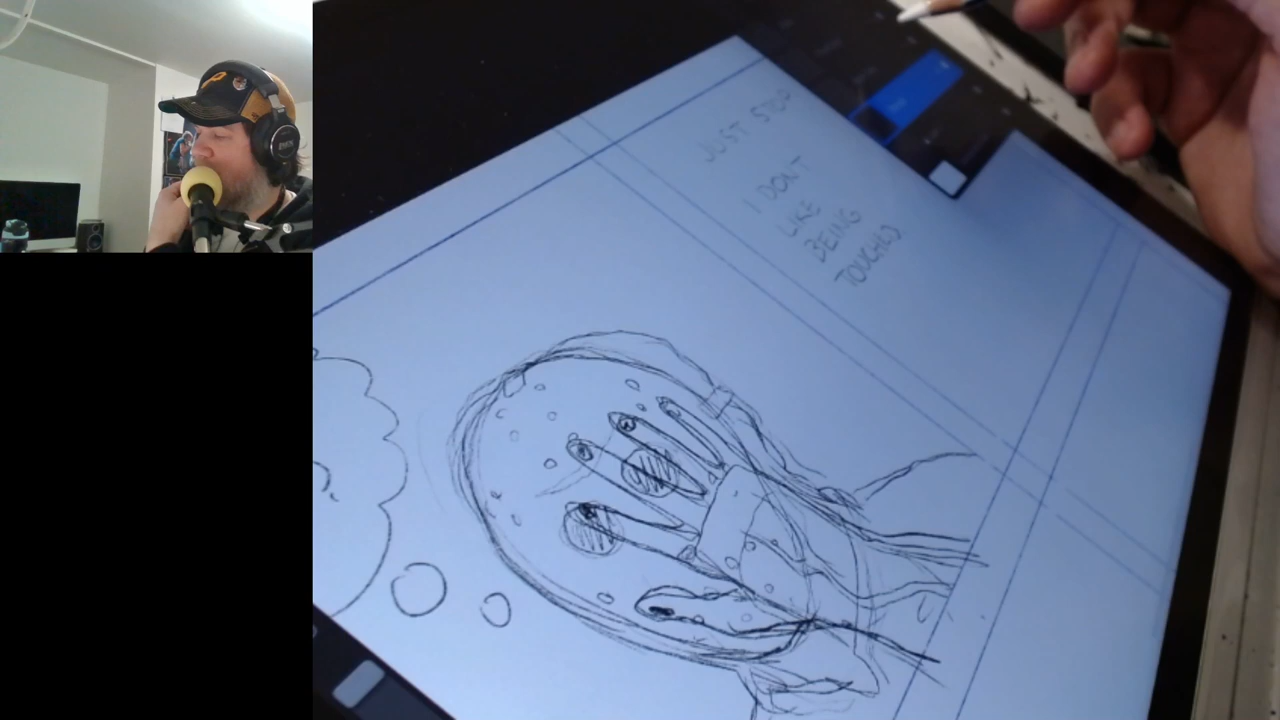 JUST STOP
I DON'T
LIKE
BEING
TOUCHED